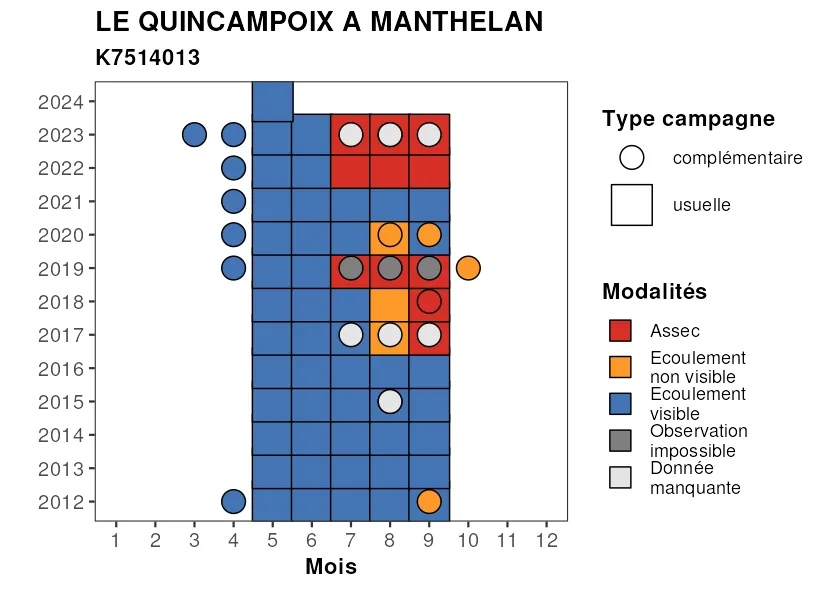 LE QUINCAMPOIX A MANTHELAN
K7514013
2024
2023
2022
2021
2020
2019
2018
2017
2016
2015
2014
2013
2012
1 2 3 4 5 6 7 8 9 10 11 12
Mois
Type campagne
complémentaire
usuelle
Modalités
Assec
Ecoulement
non visible
Ecoulement
visible
Observation
impossible
Donnée
manquante